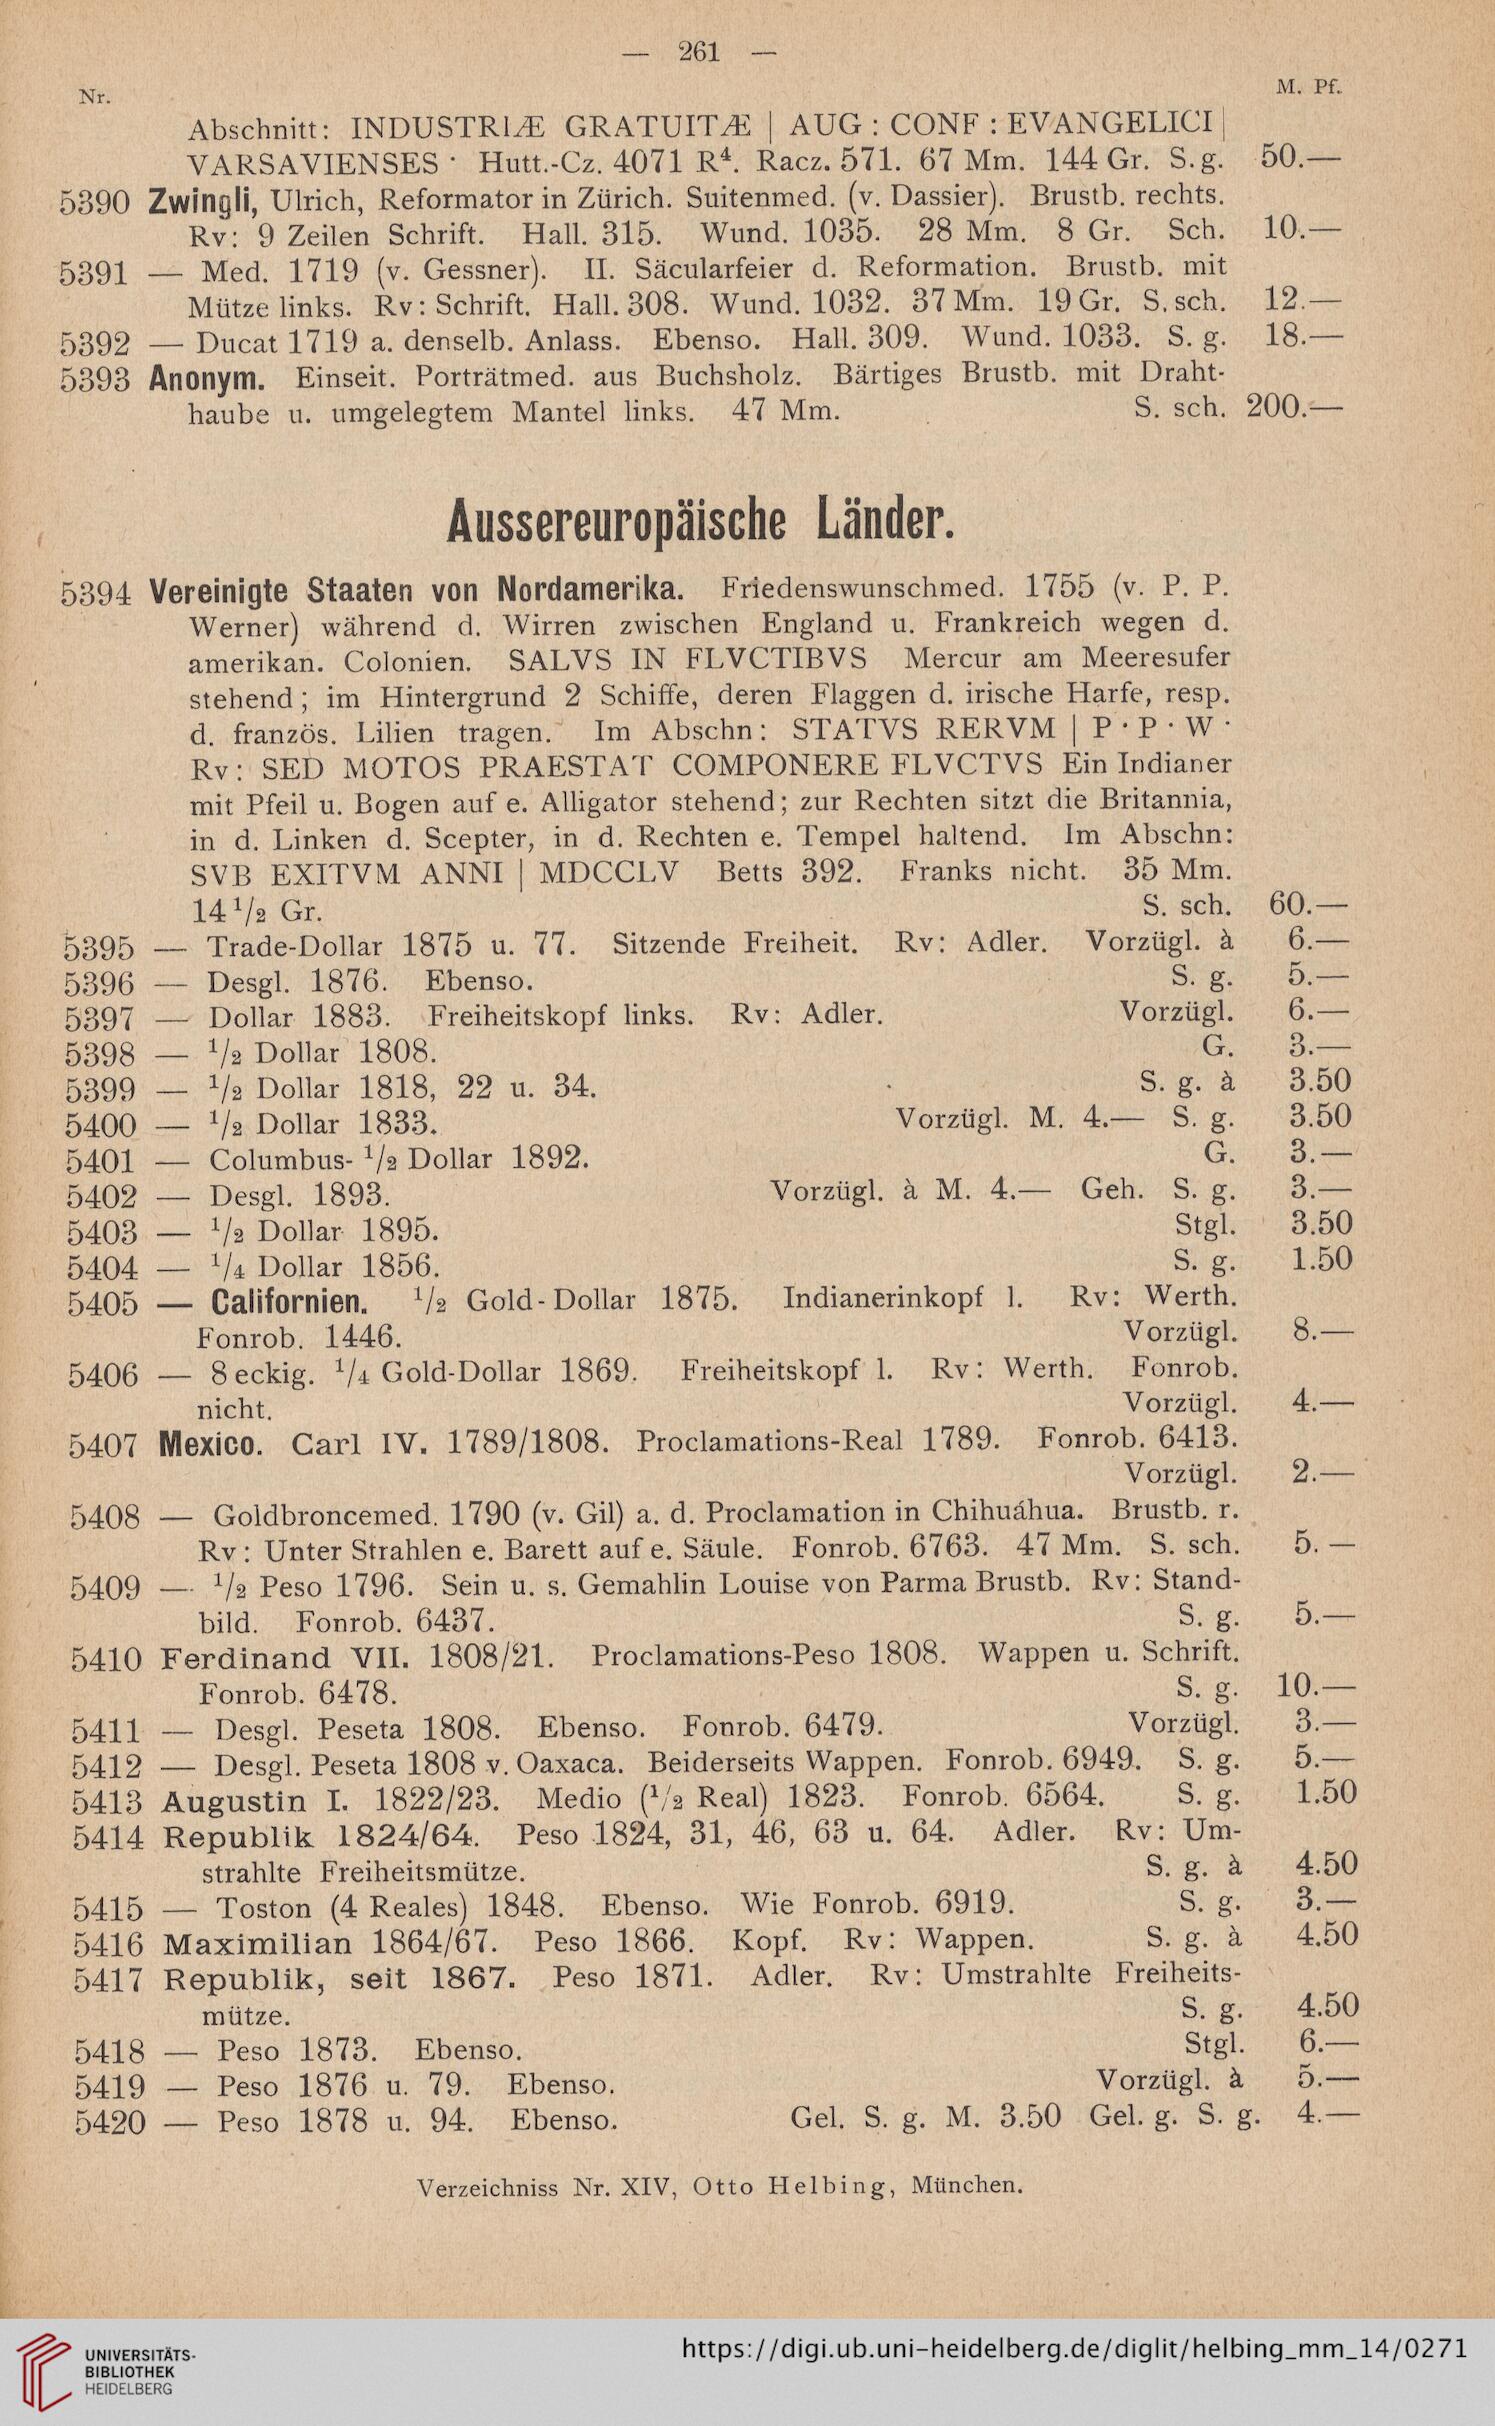 — 261 —
Nr.
M. Pf.
Abschnitt: INDUSTRIÆ GRATUITÆ | AUG : CONF : EVANGELICI |
VARSAVIENSES · Hutt.-Cz. 4071 R⁴. Racz. 571. 67 Mm. 144 Gr. S. g. 50.—
5390 Zwingli, Ulrich, Reformator in Zürich. Suitenmed. (v. Dassier). Brustb. rechts.
Rv: 9 Zeilen Schrift. Hall. 315. Wund. 1035. 28 Mm. 8 Gr. Sch. 10.—
5391 — Med. 1719 (v. Gessner). II. Säcularfeier d. Reformation. Brustb. mit
Mütze links. Rv: Schrift. Hall. 308. Wund. 1032. 37 Mm. 19 Gr. S. sch. 12.—
5392 — Ducat 1719 a. denselb. Anlass. Ebenso. Hall. 309. Wund. 1033. S. g. 18.—
5393 Anonym. Einseit. Porträtmed. aus Buchsholz. Bärtiges Brustb. mit Draht-
haube u. umgelegtem Mantel links. 47 Mm. S. sch. 200.—
Aussereuropäische Länder.
5394 Vereinigte Staaten von Nordamerika. Friedenswunschmed. 1755 (v. P. P.
Werner) während d. Wirren zwischen England u. Frankreich wegen d.
amerikan. Colonien. SALVS IN FLVCTIBVS Mercur am Meeresufer
stehend; im Hintergrund 2 Schiffe, deren Flaggen d. irische Harfe, resp.
d. französ. Lilien tragen. Im Abschn: STATVS RERVM | P · P · W ·
Rv: SED MOTOS PRAESTAT COMPONERE FLVCTVS Ein Indianer
mit Pfeil u. Bogen auf e. Alligator stehend; zur Rechten sitzt die Britannia,
in d. Linken d. Scepter, in d. Rechten e. Tempel haltend. Im Abschn:
SVB EXITVM ANNI | MDCCLV Betts 392. Franks nicht. 35 Mm.
14 1/2 Gr. S. sch. 60.—
5395 — Trade-Dollar 1875 u. 77. Sitzende Freiheit. Rv: Adler. Vorzügl. à 6.—
5396 — Desgl. 1876. Ebenso. S. g. 5.—
5397 — Dollar 1883. Freiheitskopf links. Rv: Adler. Vorzügl. 6.—
5398 — 1/2 Dollar 1808. G. 3.—
5399 — 1/2 Dollar 1818, 22 u. 34. S. g. à 3.50
5400 — 1/2 Dollar 1833. Vorzügl. M. 4.— S. g. 3.50
5401 — Columbus- 1/2 Dollar 1892. G. 3.—
5402 — Desgl. 1893. Vorzügl. à M. 4.— Geh. S. g. 3.—
5403 — 1/2 Dollar 1895. Stgl. 3.50
5404 — 1/4 Dollar 1856. S. g. 1.50
5405 — Californien. 1/2 Gold-Dollar 1875. Indianerinkopf l. Rv: Werth.
Fonrob. 1446. Vorzügl. 8.—
5406 — 8 eckig. 1/4 Gold-Dollar 1869. Freiheitskopf l. Rv: Werth. Fonrob.
nicht. Vorzügl. 4.—
5407 Mexico. Carl IV. 1789/1808. Proclamations-Real 1789. Fonrob. 6413.
Vorzügl. 2.—
5408 — Goldbroncemed. 1790 (v. Gil) a. d. Proclamation in Chihuáhua. Brustb. r.
Rv: Unter Strahlen e. Barett auf e. Säule. Fonrob. 6763. 47 Mm. S. sch. 5.—
5409 — 1/2 Peso 1796. Sein u. s. Gemahlin Louise von Parma Brustb. Rv: Stand-
bild. Fonrob. 6437. S. g. 5.—
5410 Ferdinand VII. 1808/21. Proclamations-Peso 1808. Wappen u. Schrift.
Fonrob. 6478. S. g. 10.—
5411 — Desgl. Peseta 1808. Ebenso. Fonrob. 6479. Vorzügl. 3.—
5412 — Desgl. Peseta 1808 v. Oaxaca. Beiderseits Wappen. Fonrob. 6949. S. g. 5.—
5413 Augustin I. 1822/23. Medio (1/2 Real) 1823. Fonrob. 6564. S. g. 1.50
5414 Republik 1824/64. Peso 1824, 31, 46, 63 u. 64. Adler. Rv: Um-
strahlte Freiheitsmütze. S. g. à 4.50
5415 — Toston (4 Reales) 1848. Ebenso. Wie Fonrob. 6919. S. g. 3.—
5416 Maximilian 1864/67. Peso 1866. Kopf. Rv: Wappen. S. g. à 4.50
5417 Republik, seit 1867. Peso 1871. Adler. Rv: Umstrahlte Freiheits-
mütze. S. g. 4.50
5418 — Peso 1873. Ebenso. Stgl. 6.—
5419 — Peso 1876 u. 79. Ebenso. Vorzügl. à 5.—
5420 — Peso 1878 u. 94. Ebenso. Gel. S. g. M. 3.50 Gel. g. S. g. 4.—
Verzeichniss Nr. XIV, Otto Helbing, München.
UNIVERSITÄTS-
BIBLIOTHEK
HEIDELBERG
https://digi.ub.uni-heidelberg.de/diglit/helbing_mm_14/0271